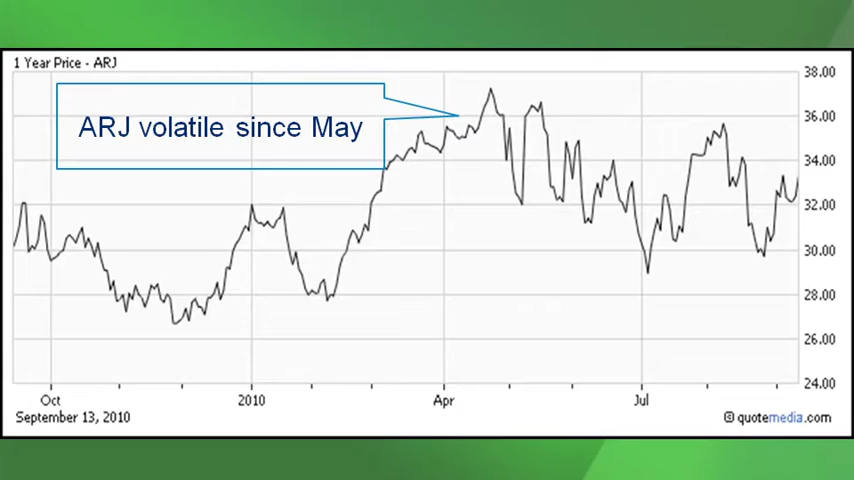 1 Year Price - ARJ
38.00
ARJ volatile since May
36.00
34.00
32.00
30.00
28.00
26.00
24.00
Oct 2010 Apr Jul
September 13, 2010 © quotemedia.com